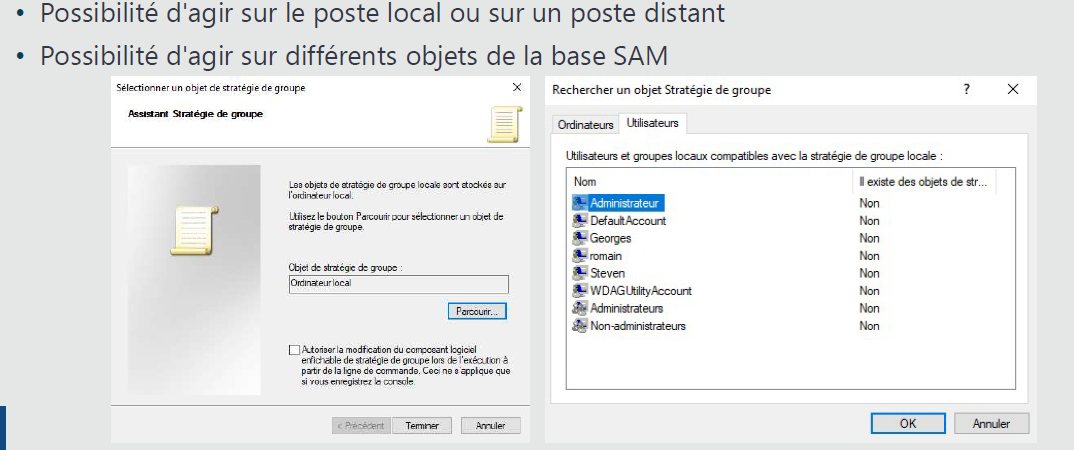 • Possibilité d'agir sur le poste local ou sur un poste distant
• Possibilité d'agir sur différents objets de la base SAM
Sélectionner un objet de stratégie de groupe
Assistant Stratégie de groupe
Les objets de stratégie de groupe locale sont stockés sur
l'ordinateur local.
Utilisez le bouton Parcourir pour sélectionner un objet de
stratégie de groupe.
Objet de stratégie de groupe :
Ordinateur local
Parcourir...
Autoriser la modification du composant logiciel
enfichable de stratégie de groupe lors de l'exécution à
partir de la ligne de commande. Ceci ne s'applique que
si vous enregistrez la console.
< Précédent Terminer Annuler
Rechercher un objet Stratégie de groupe ?
Ordinateurs Utilisateurs
Utilisateurs et groupes locaux compatibles avec la stratégie de groupe locale :
Nom Il existe des objets de str...
Administrateur Non
DefaultAccount Non
Georges Non
romain Non
Steven Non
WDAGUtilityAccount Non
Administrateurs Non
Non-administrateurs Non
OK Annuler